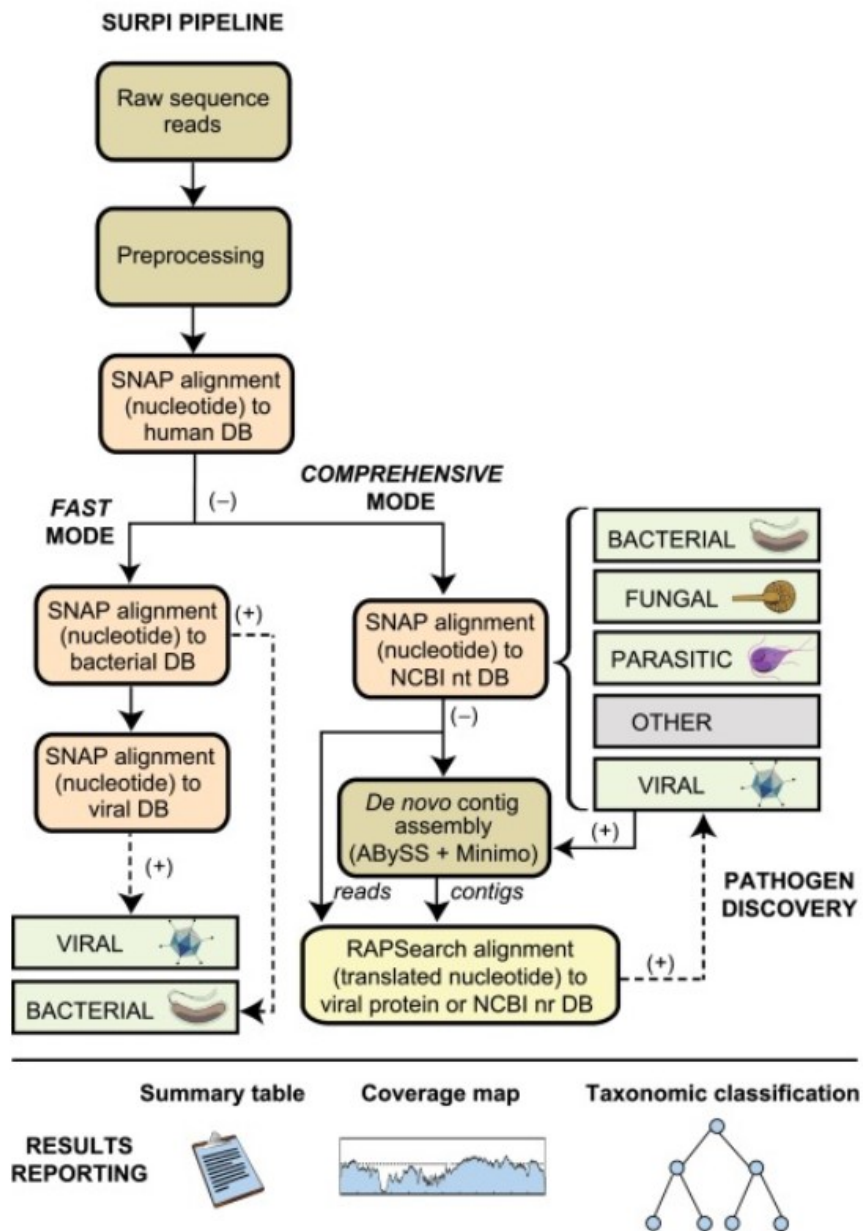 SURPI PIPELINE
Raw sequence
reads
Preprocessing
SNAP alignment
(nucleotide) to
human DB
(–)
FAST
MODE
COMPREHENSIVE
MODE
SNAP alignment
(nucleotide) to
bacterial DB
(+)
SNAP alignment
(nucleotide) to
viral DB
(+)
VIRAL
BACTERIAL
SNAP alignment
(nucleotide) to
NCBI nt DB
(–)
BACTERIAL
FUNGAL
PARASITIC
OTHER
VIRAL
(+)
De novo contig
assembly
(ABySS + Minimo)
reads
contigs
RAPSearch alignment
(translated nucleotide) to
viral protein or NCBI nr DB
(+)
PATHOGEN
DISCOVERY
RESULTS
REPORTING
Summary table
Coverage map
Taxonomic classification